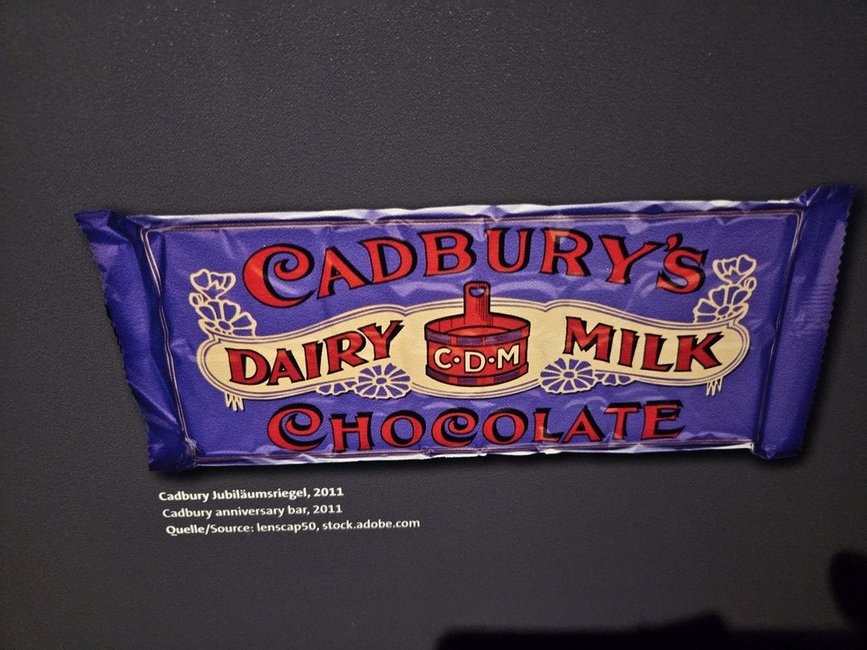 CADBURY'S
DAIRY C·D·M MILK
CHOCOLATE
Cadbury Jubiläumsriegel, 2011
Cadbury anniversary bar, 2011
Quelle/Source: lenscap50, stock.adobe.com